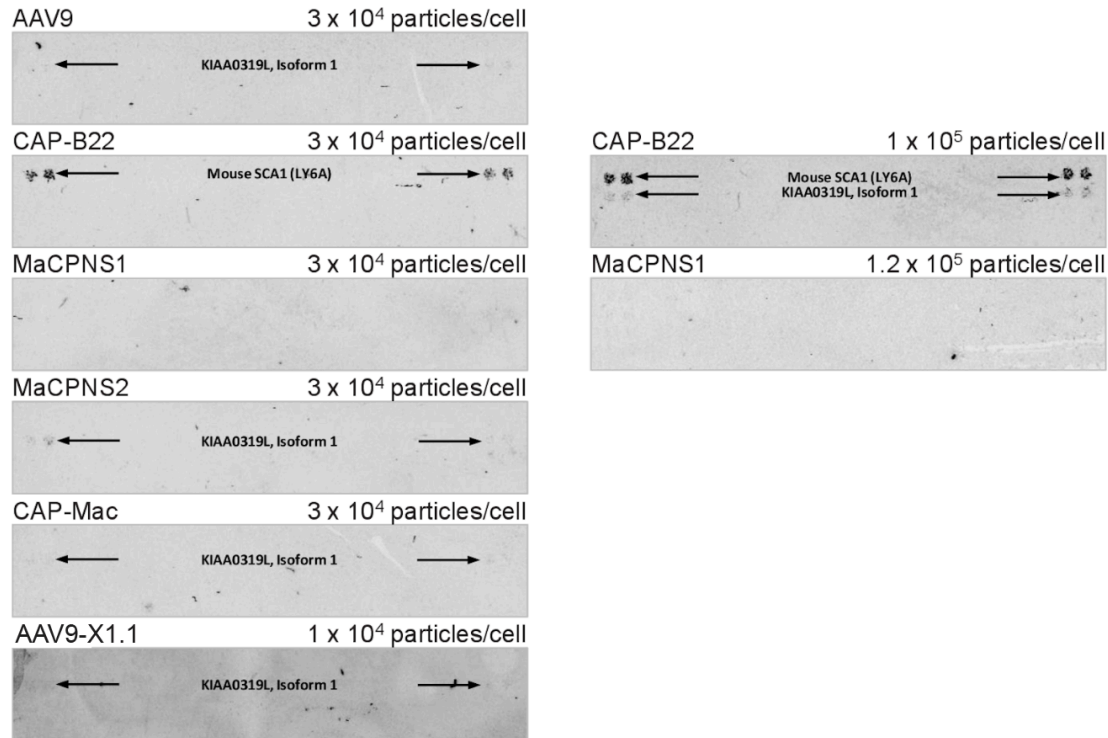 AAV9 3 x 10⁴ particles/cell
KIAA0319L, Isoform 1
CAP-B22 3 x 10⁴ particles/cell
Mouse SCA1 (LY6A)
MaCPNS1 3 x 10⁴ particles/cell
MaCPNS2 3 x 10⁴ particles/cell
KIAA0319L, Isoform 1
CAP-Mac 3 x 10⁴ particles/cell
KIAA0319L, Isoform 1
AAV9-X1.1 1 x 10⁴ particles/cell
KIAA0319L, Isoform 1
CAP-B22 1 x 10⁵ particles/cell
Mouse SCA1 (LY6A)
KIAA0319L, Isoform 1
MaCPNS1 1.2 x 10⁵ particles/cell